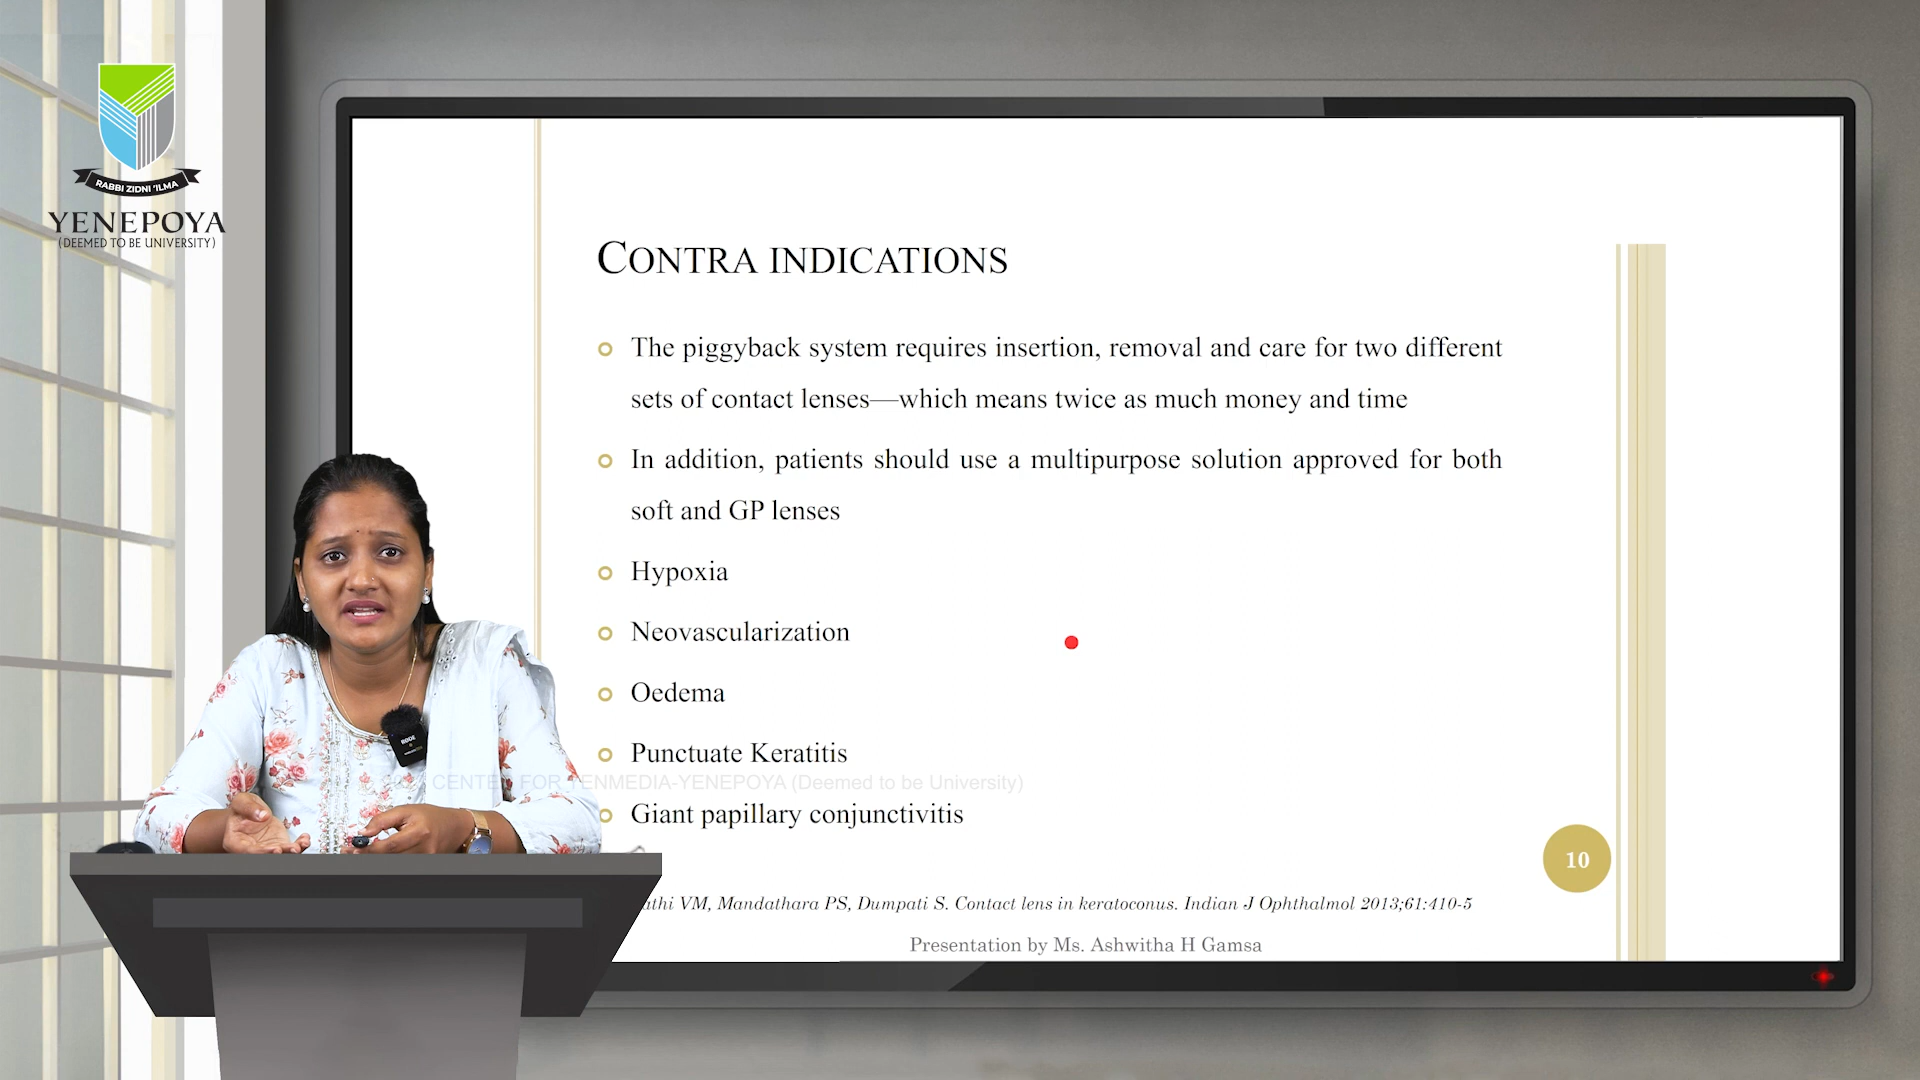 RABBI ZIDNI 'ILMA
YENEPOYA
(DEEMED TO BE UNIVERSITY)
CONTRA INDICATIONS
The piggyback system requires insertion, removal and care for two different
sets of contact lenses—which means twice as much money and time
In addition, patients should use a multipurpose solution approved for both
soft and GP lenses
Hypoxia
Neovascularization
Oedema
Punctuate Keratitis
CENTER FOR YENMEDIA-YENEPOYA (Deemed to be University)
Giant papillary conjunctivitis
10
VM, Mandathara PS, Dumpati S. Contact lens in keratoconus. Indian J Ophthalmol 2013;61:410-5
Presentation by Ms. Ashwitha H Gamsa
RODE